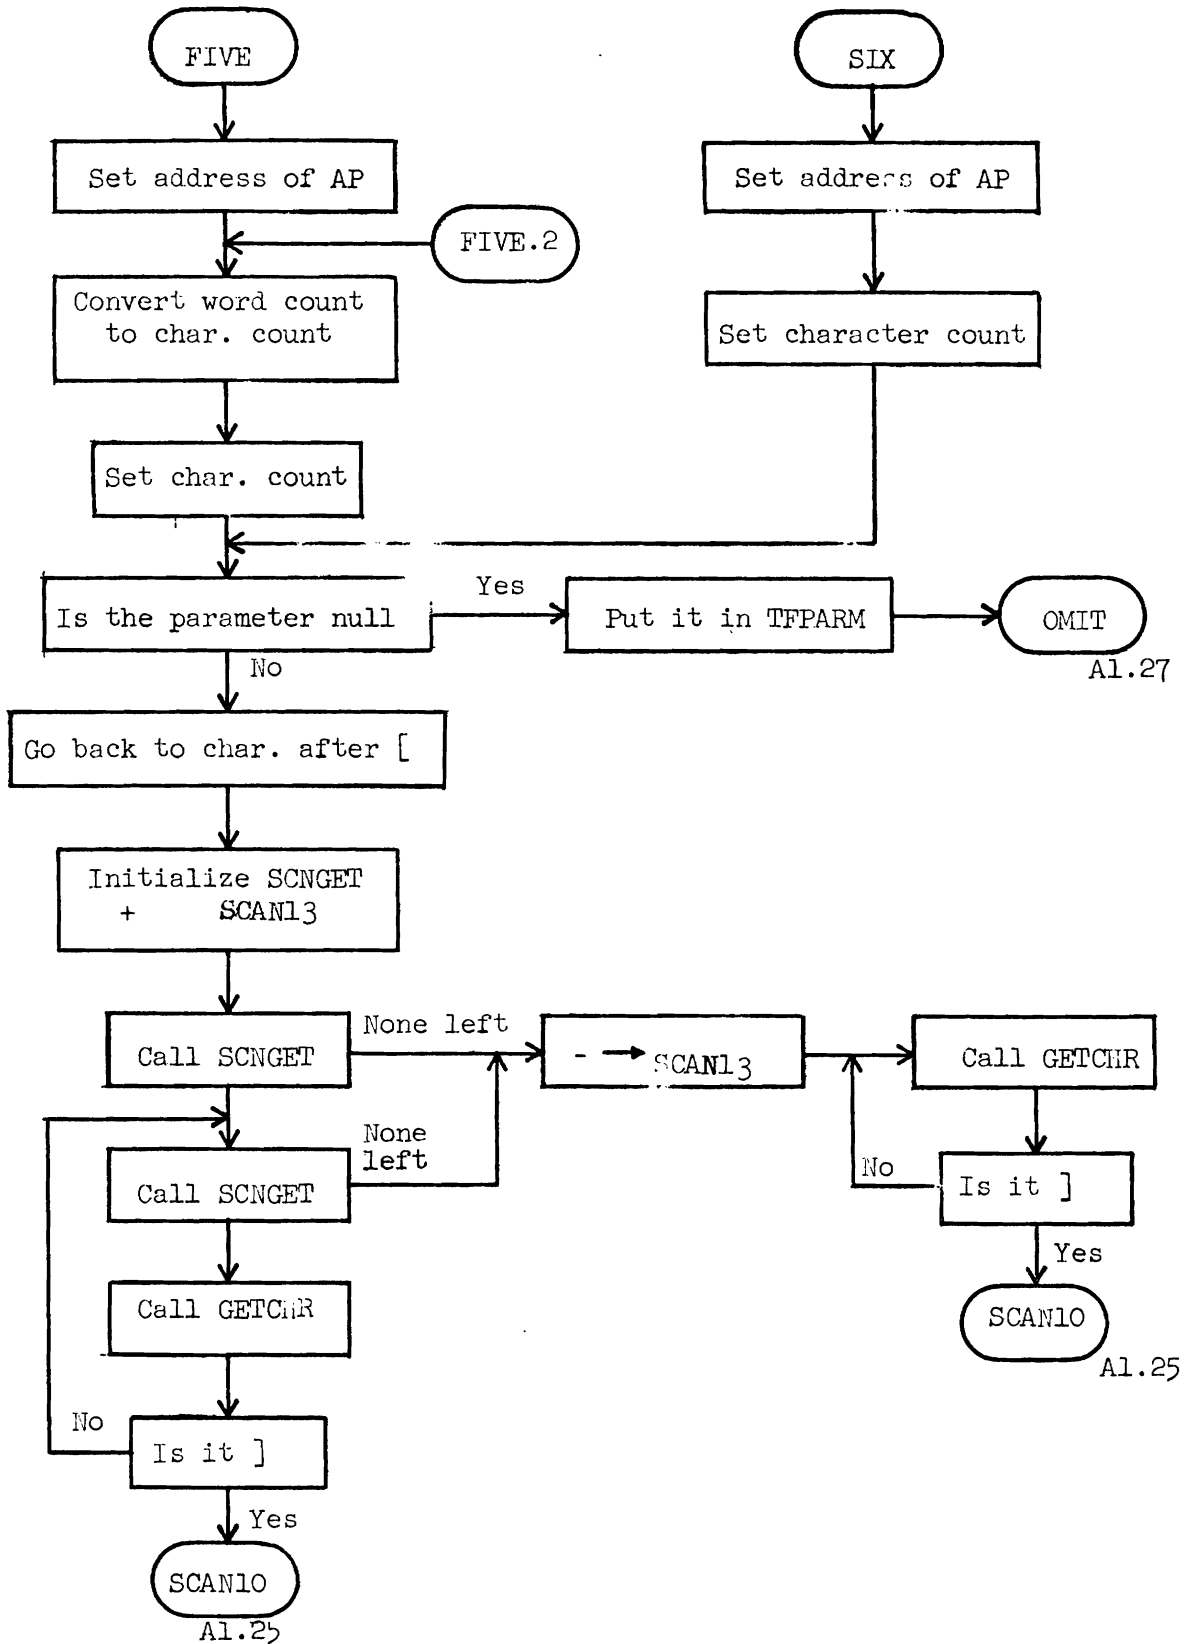 FIVE
SIX
Set address of AP
Set address of AP
FIVE.2
Convert word count
to char. count
Set character count
Set char. count
Is the parameter null
Yes
Put it in TFPARM
OMIT
A1.27
No
Go back to char. after [
Initialize SCNGET
+ SCAN13
Call SCNGET
None left
- → SCAN13
Call GETCHR
None
left
Call SCNGET
No
Is it ]
Yes
Call GETCHR
SCAN10
A1.25
No
Is it ]
Yes
SCAN10
A1.25